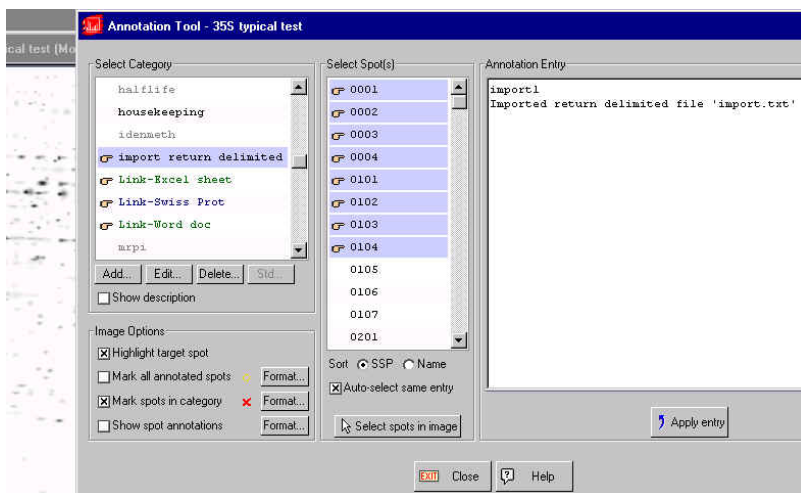 Annotation Tool - 35S typical test
ical test (Mo
Select Category
halflife
housekeeping
idenmeth
import return delimited
Link-Excel sheet
Link-Swiss Prot
Link-Word doc
mrpi
Add...
Edit...
Delete...
Std...
Show description
Image Options
Highlight target spot
Mark all annotated spots
Format...
Mark spots in category
Format...
Show spot annotations
Format...
Select Spot(s)
0001
0002
0003
0004
0101
0102
0103
0104
0105
0106
0107
0201
Sort
SSP
Name
Auto-select same entry
Select spots in image
Annotation Entry
import1
Imported return delimited file 'import.txt'
Apply entry
EXIT
Close
Help